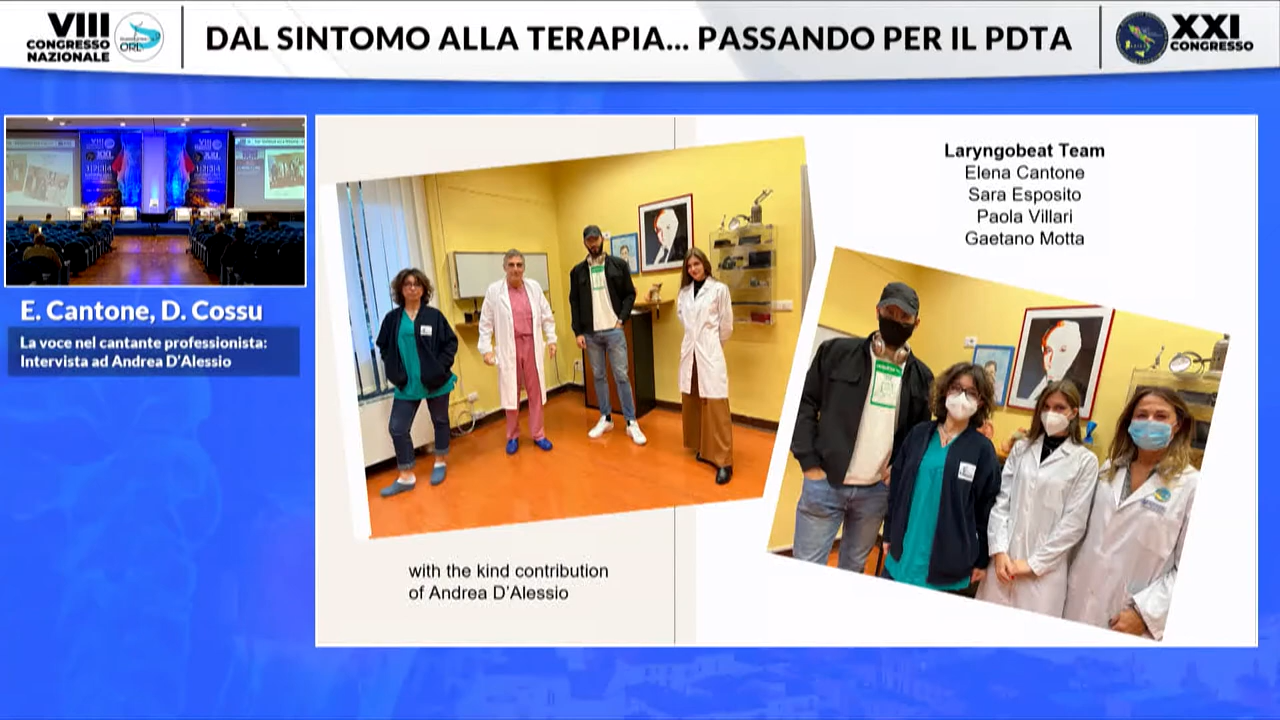 VIII
CONGRESSO
NAZIONALE
ORL
DAL SINTOMO ALLA TERAPIA... PASSANDO PER IL PDTA
XXI
CONGRESSO
E. Cantone, D. Cossu
La voce nel cantante professionista:
Intervista ad Andrea D'Alessio
Laryngobeat Team
Elena Cantone
Sara Esposito
Paola Villari
Gaetano Motta
with the kind contribution
of Andrea D'Alessio